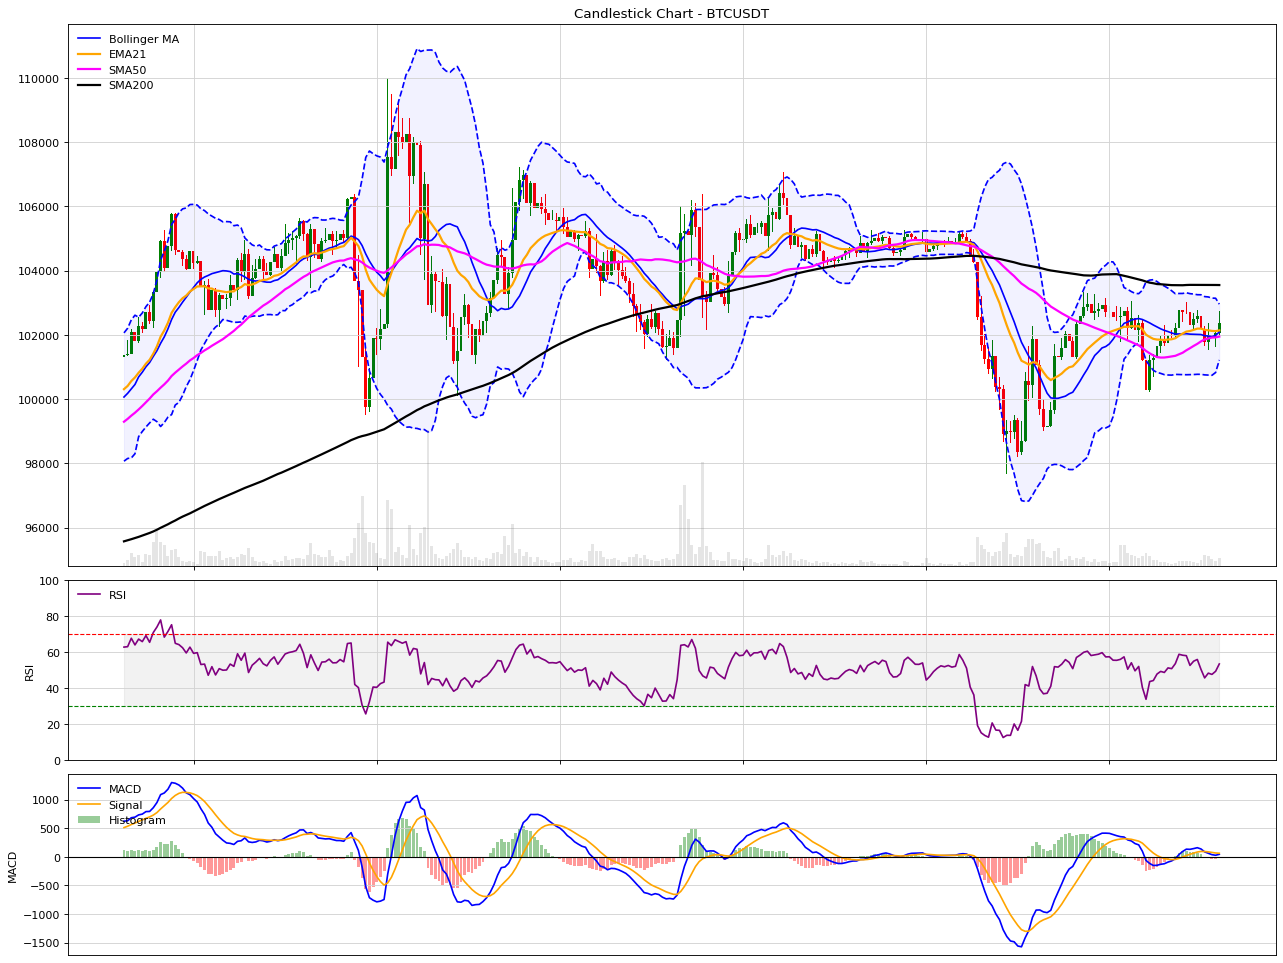 Candlestick Chart - BTCUSDT
Bollinger MA
EMA21
SMA50
SMA200
110000
108000
106000
104000
102000
100000
98000
96000
RSI
100
80
60
40
20
0
RSI
MACD
Signal
Histogram
1000
500
0
−500
−1000
−1500
MACD